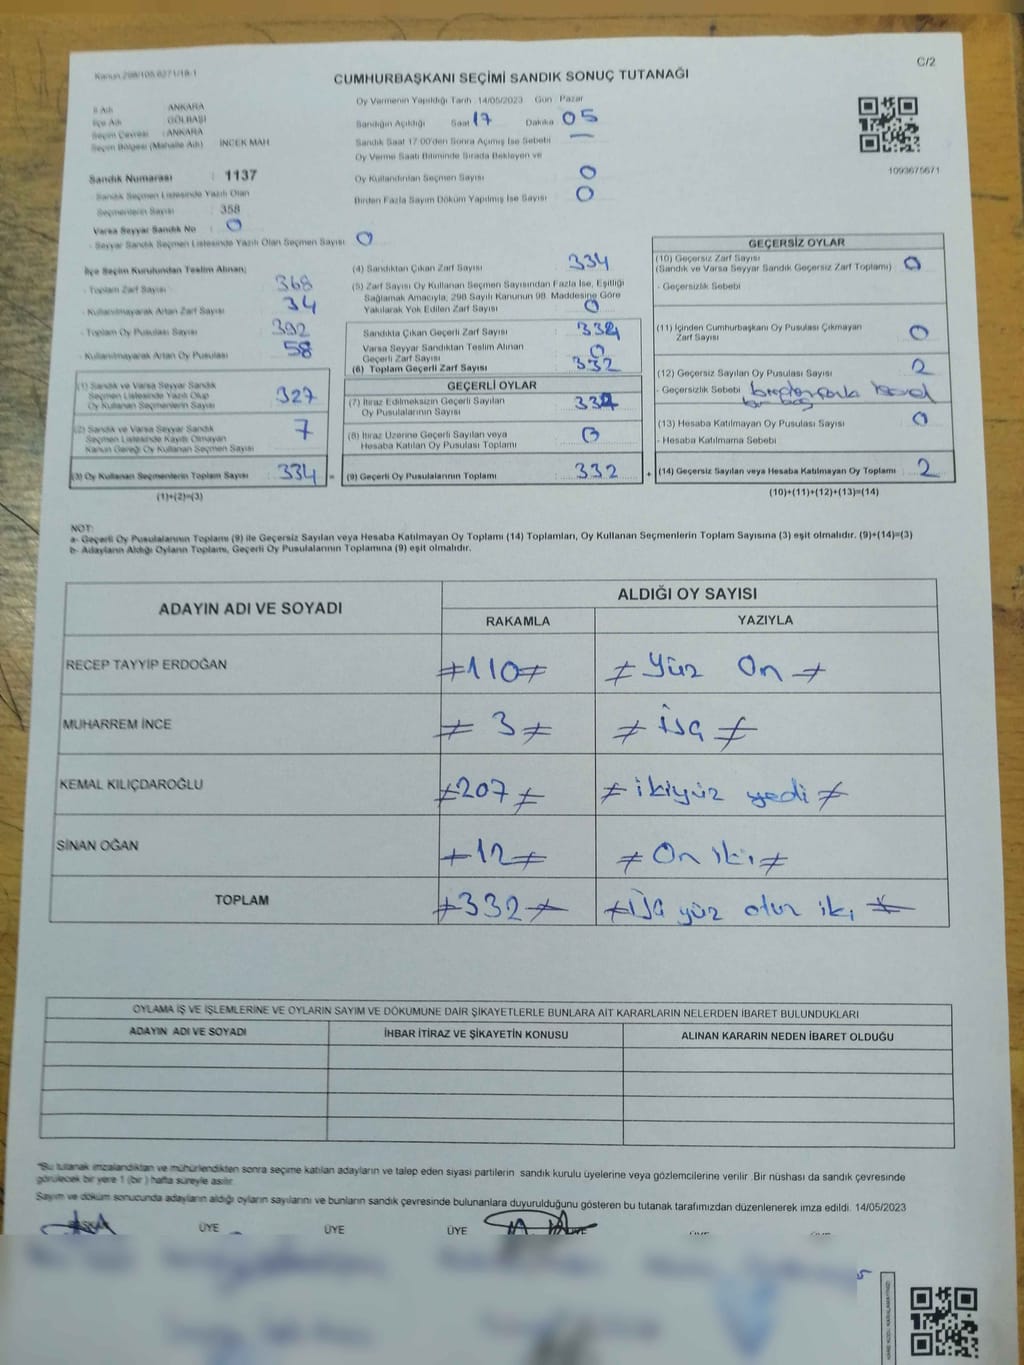 Kanun 298/105,6271/18-1
C/2
CUMHURBAŞKANI SEÇİMİ SANDIK SONUÇ TUTANAĞI
İl Adı : ANKARA
İlçe Adı : GÖLBAŞI
Seçim Çevresi : ANKARA
Seçim Bölgesi (Mahalle Adı) İNCEK MAH
Oy Vermenin Yapıldığı Tarih :14/05/2023 Gün : Pazar
Sandığın Açıldığı Saat 17 Dakika 05
Sandık Saat 17.00'den Sonra Açımış İse Sebebi —
Oy Verme Saati Bitiminde Sırada Bekleyen ve
Oy Kullandırılan Seçmen Sayısı 0
Birden Fazla Sayım Döküm Yapılmış İse Sayısı 0
1093675671
Sandık Numarası : 1137
- Sandık Seçmen Listesinde Yazılı Olan
Seçmenlerin Sayısı : 358
Varsa Seyyar Sandık No : 0
- Seyyar Sandık Seçmen Listesinde Yazılı Olan Seçmen Sayısı : 0
İlçe Seçim Kurulundan Teslim Alınan;
- Toplam Zarf Sayısı 368
- Kullanılmayarak Artan Zarf Sayısı 34
- Toplam Oy Pusulası Sayısı 392
- Kullanılmayarak Artan Oy Pusulası 58
(1) Sandık ve Varsa Seyyar Sandık
Seçmen Listesinde Yazılı Olup
Oy Kullanan Seçmenlerin Sayısı 327
(2) Sandık ve Varsa Seyyar Sandık
Seçmen Listesinde Kayıtlı Olmayan
Kanun Gereği Oy Kullanan Seçmen Sayısı 7
(3) Oy Kullanan Seçmenlerin Toplam Sayısı 334 =
(1)+(2)=(3)
(4) Sandıktan Çıkan Zarf Sayısı 334
(5) Zarf Sayısı Oy Kullanan Seçmen Sayısından Fazla İse, Eşitliği
Sağlamak Amacıyla, 298 Sayılı Kanunun 98. Maddesine Göre
Yakılarak Yok Edilen Zarf Sayısı 0
Sandıkta Çıkan Geçerli Zarf Sayısı
Varsa Seyyar Sandıktan Teslim Alınan
Geçerli Zarf Sayısı 0
(6) Toplam Geçerli Zarf Sayısı 332
GEÇERLİ OYLAR
(7) İtiraz Edilmeksizin Geçerli Sayılan
Oy Pusulalarının Sayısı
(8) İtiraz Üzerine Geçerli Sayılan veya
Hesaba Katılan Oy Pusulaları Toplamı 0
(9) Geçerli Oy Pusulalarının Toplamı 332 +
GEÇERSİZ OYLAR
(10) Geçersiz Zarf Sayısı
(Sandık ve Varsa Seyyar Sandık Geçersiz Zarf Toplamı) 0
- Geçersizlik Sebebi
(11) İçinden Cumhurbaşkanı Oy Pusulası Çıkmayan
Zarf Sayısı 0
(12) Geçersiz Sayılan Oy Pusulası Sayısı 2
- Geçersizlik Sebebi
(13) Hesaba Katılmayan Oy Pusulası Sayısı 0
- Hesaba Katılmama Sebebi
(14) Geçersiz Sayılan veya Hesaba Katılmayan Oy Toplamı 2
(10)+(11)+(12)+(13)=(14)
NOT:
a- Geçerli Oy Pusulalarının Toplamı (9) ile Geçersiz Sayılan veya Hesaba Katılmayan Oy Toplamı (14) Toplamları, Oy Kullanan Seçmenlerin Toplam Sayısına (3) eşit olmalıdır. (9)+(14)=(3)
b- Adayların Aldığı Oyların Toplamı, Geçerli Oy Pusulalarının Toplamına (9) eşit olmalıdır.
ADAYIN ADI VE SOYADI
ALDIĞI OY SAYISI
RAKAMLA YAZIYLA
RECEP TAYYİP ERDOĞAN ≠110≠ ≠ Yüz On ≠
MUHARREM İNCE ≠ 3 ≠ ≠ Üç ≠
KEMAL KILIÇDAROĞLU ≠207≠ ≠ ikiyüz yedi ≠
SİNAN OĞAN ≠12≠ ≠ On iki ≠
TOPLAM ≠332≠ ≠ Üç yüz otuz iki ≠
OYLAMA İŞ VE İŞLEMLERİNE VE OYLARIN SAYIM VE DÖKÜMÜNE DAİR ŞİKAYETLERLE BUNLARA AİT KARARLARIN NELERDEN İBARET BULUNDUKLARI
ADAYIN ADI VE SOYADI İHBAR İTİRAZ VE ŞİKAYETİN KONUSU ALINAN KARARIN NEDEN İBARET OLDUĞU
"Bu tutanak imzalandıktan ve mühürlendikten sonra seçime katılan adayların ve talep eden siyasi partilerin sandık kurulu üyelerine veya gözlemcilerine verilir .Bir nüshası da sandık çevresinde
görülecek bir yere 1 (bir ) hafta süreyle asılır.
Sayım ve döküm sonucunda adayların aldığı oyların sayılarını ve bunların sandık çevresinde bulunanlara duyurulduğunu gösteren bu tutanak tarafımızdan düzenlenerek imza edildi. 14/05/2023
ÜYE ÜYE ÜYE